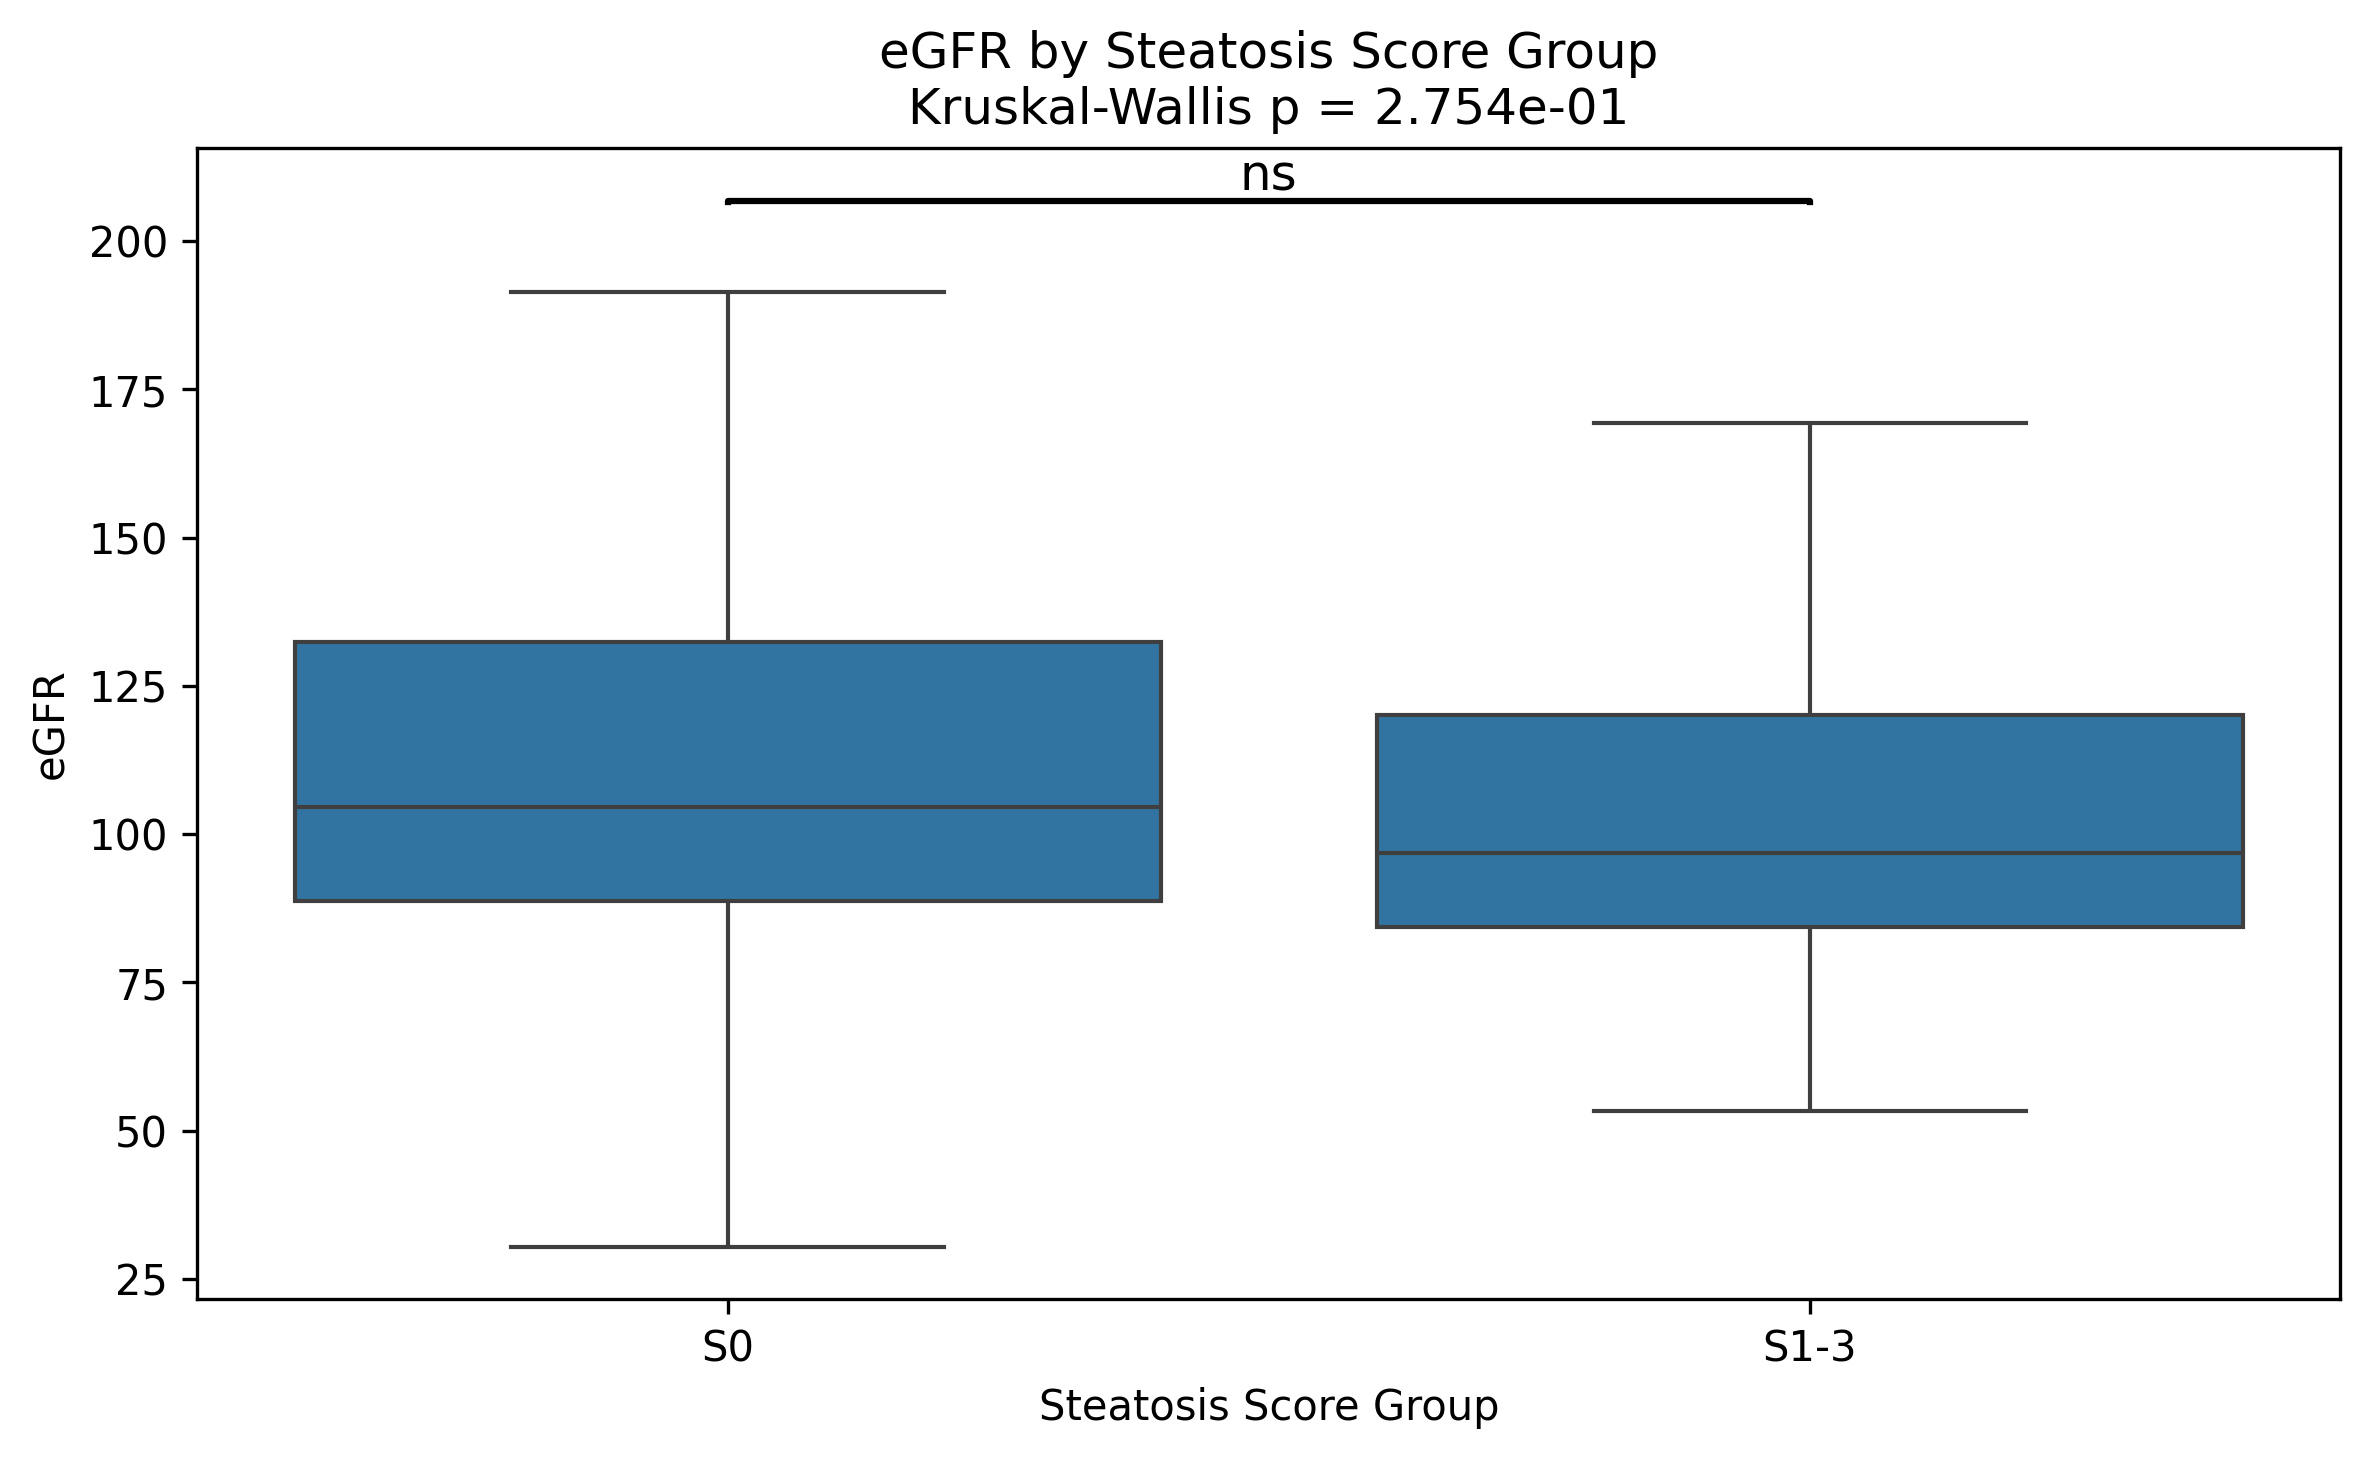 eGFR by Steatosis Score Group
Kruskal-Wallis p = 2.754e-01
ns
200
175
150
125
100
75
50
25
eGFR
S0 S1-3
Steatosis Score Group